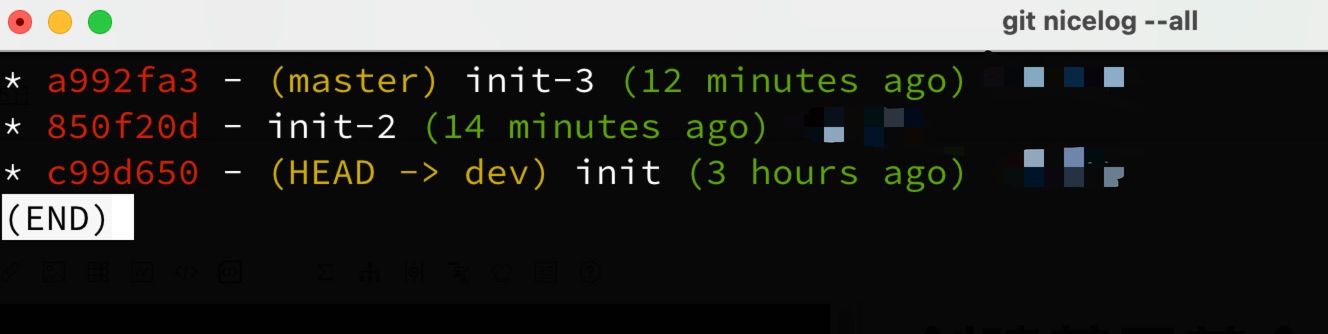 git nicelog --all
* a992fa3 - (master) init-3 (12 minutes ago)
* 850f20d - init-2 (14 minutes ago)
* c99d650 - (HEAD -> dev) init (3 hours ago)
(END)